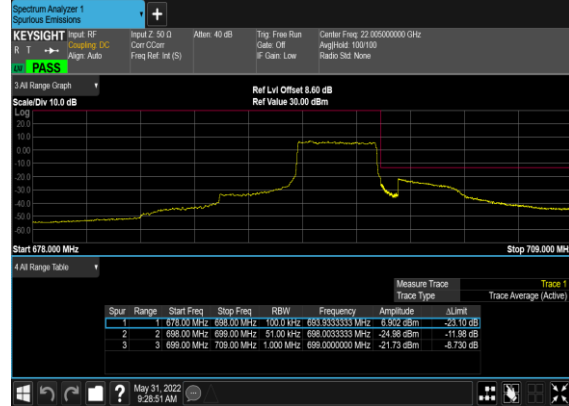 Spectrum Analyzer 1
Spurious Emissions
+
KEYSIGHT Input: RF Input Z: 50 Ω Atten: 40 dB Trig: Free Run Center Freq: 22.005000000 GHz
R T Coupling: DC Corr CCorr Gate: Off Avg|Hold: 100/100
Align: Auto Freq Ref: Int (S) IF Gain: Low Radio Std: None
PASS
3 All Range Graph
Ref Lvl Offset 8.60 dB
Scale/Div 10.0 dB Ref Value 30.00 dBm
Log
20.0
10.0
0.00
-10.0
-20.0
-30.0
-40.0
-50.0
-60.0
Start 678.000 MHz Stop 709.000 MH
4 All Range Table
Measure Trace Trace 1
Trace Type Trace Average (Active)
Spur Range Start Freq Stop Freq RBW Frequency Amplitude ΔLimit
1 1 678.00 MHz 698.00 MHz 100.0 kHz 693.9333333 MHz 6.902 dBm -23.10 dB
2 2 698.00 MHz 699.00 MHz 51.00 kHz 698.0033333 MHz -24.98 dBm -11.98 dB
3 3 699.00 MHz 709.00 MHz 1.000 MHz 699.0000000 MHz -21.73 dBm -8.730 dB
? May 31, 2022
9:28:51 AM